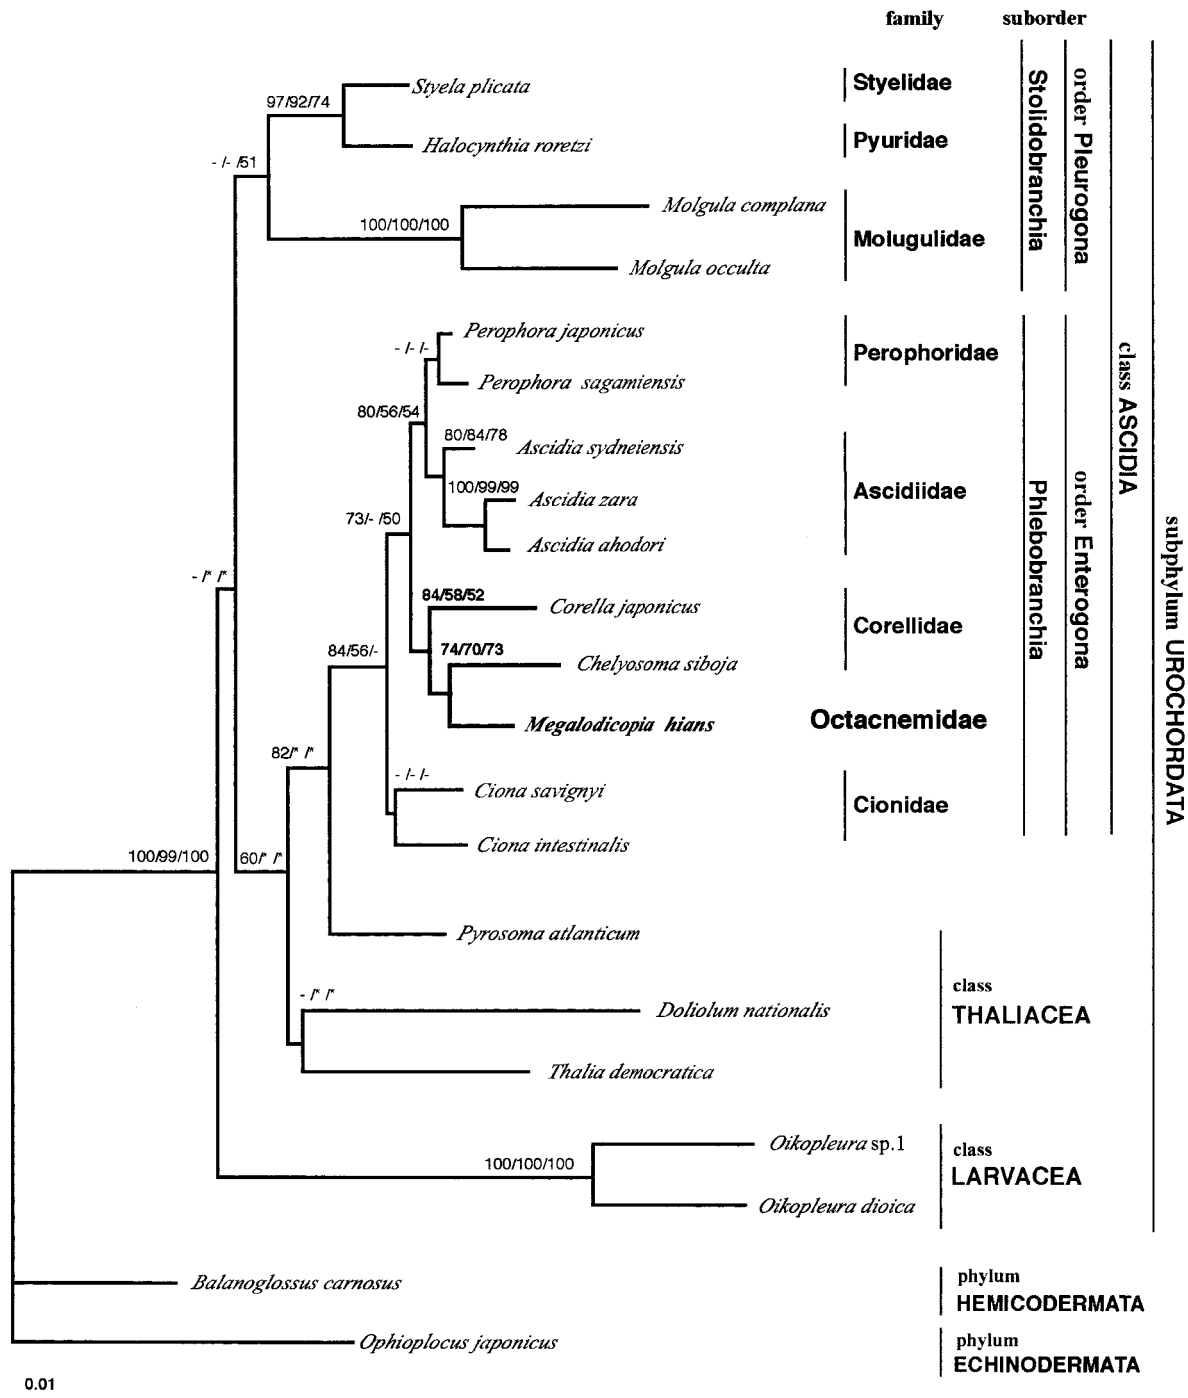 family suborder
Styela plicata
Styelidae
97/92/74
Halocynthia roretzi
Pyuridae
- /- /51
Molgula complana
100/100/100
Molugulidae
Molgula occulta
Stolidobranchia
order Pleurogona
Perophora japonicus
- /- /-
Perophoridae
Perophora sagamiensis
80/56/54
80/84/78
Ascidia sydneiensis
100/99/99
Ascidia zara
Ascidiidae
73/- /50
Ascidia ahodori
- /* /*
84/58/52
Corella japonicus
Corellidae
84/56/-
74/70/73
Chelyosoma siboja
Megalodicopia hians
Octacnemidae
82/* /*
- /- /-
Ciona savignyi
Cionidae
Ciona intestinalis
Phlebobranchia
order Enterogona
class ASCIDIA
subphylum UROCHORDATA
100/99/100
60/* /*
Pyrosoma atlanticum
- /* /*
class
Doliolum nationalis
THALIACEA
Thalia democratica
Oikopleura sp.1
class
100/100/100
LARVACEA
Oikopleura dioica
Balanoglossus carnosus
phylum
HEMICODERMATA
Ophioplocus japonicus
phylum
ECHINODERMATA
0.01